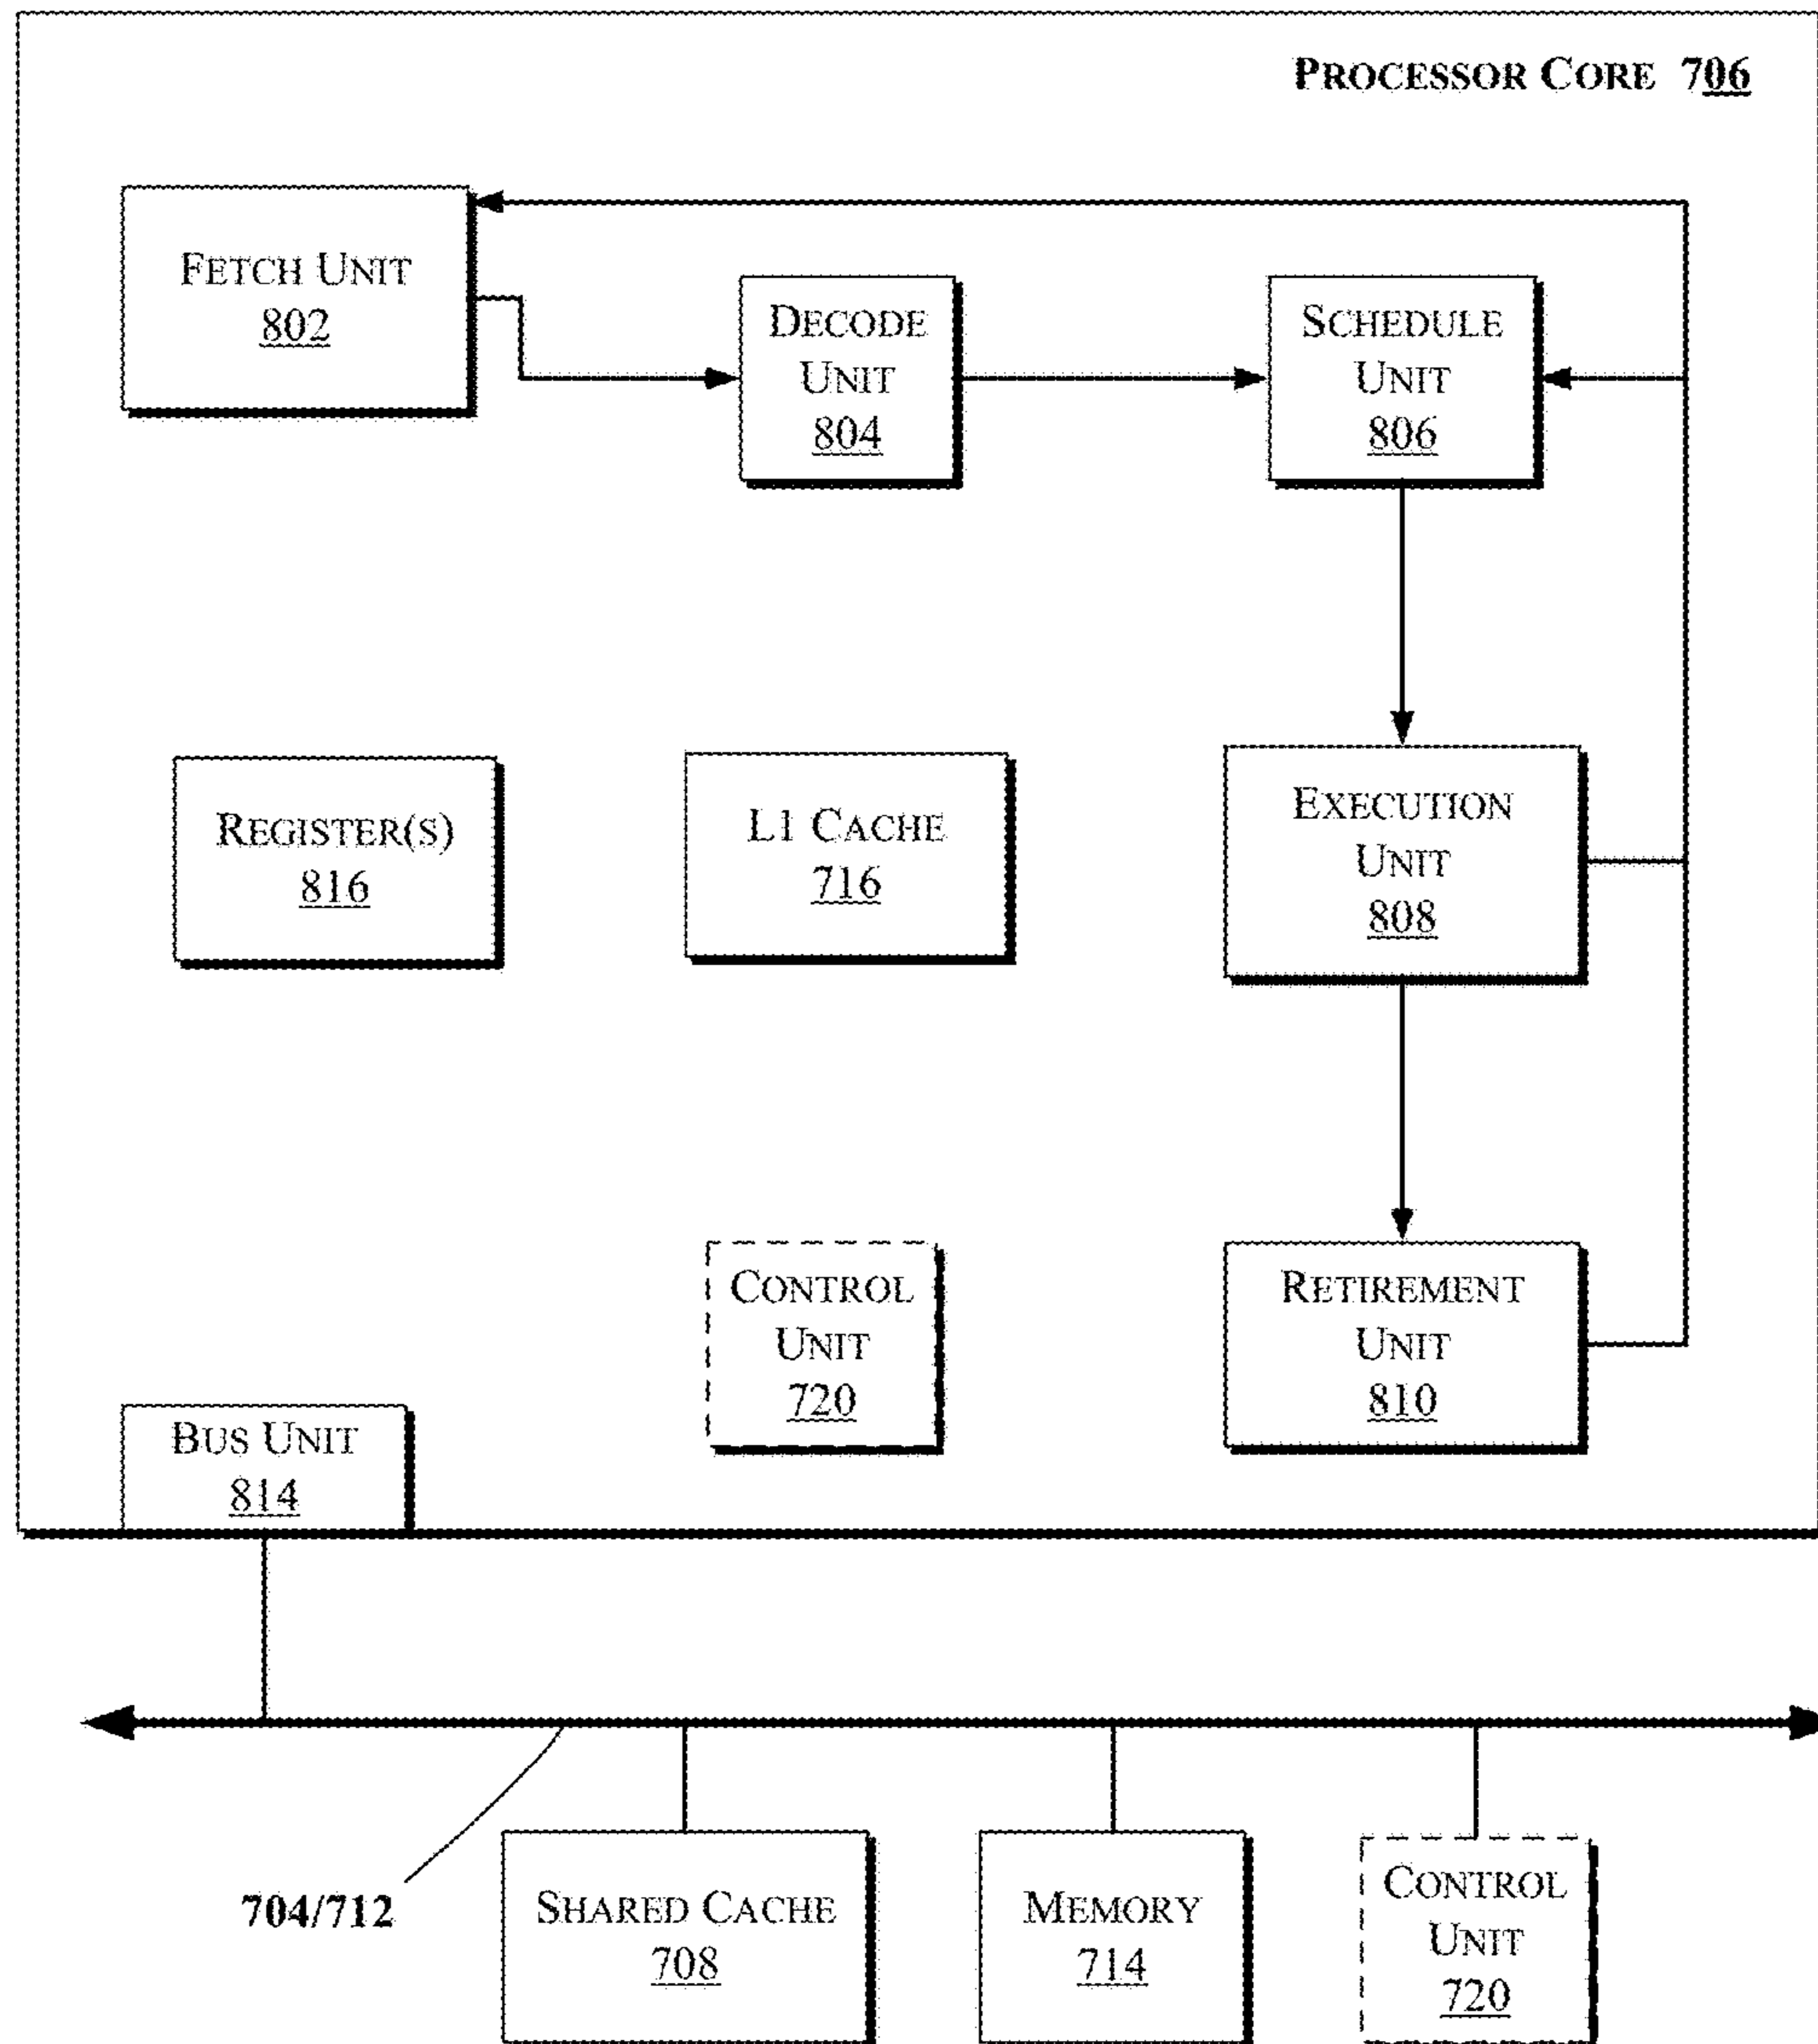 PROCESSOR CORE 706
FETCH UNIT
802
DECODE
UNIT
804
SCHEDULE
UNIT
806
REGISTER(S)
816
L1 CACHE
716
EXECUTION
UNIT
808
CONTROL
UNIT
720
RETIREMENT
UNIT
810
BUS UNIT
814
704/712
SHARED CACHE
708
MEMORY
714
CONTROL
UNIT
720